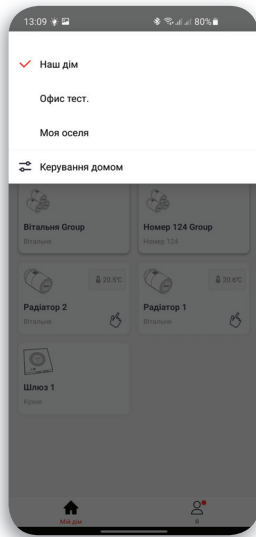 13:09 80%
Наш дім
Офис тест.
Моя оселя
Керування домом
Вітальня Group
Вітальня
Номер 124 Group
Номер 124
20.5°C
20.6°C
Радіатор 2
Вітальня
Радіатор 1
Вітальня
Шлюз 1
Кухня
Мій дім
Я